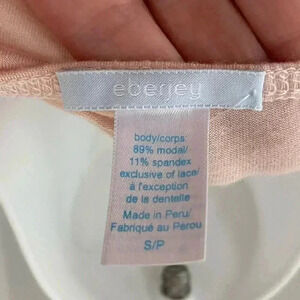 eberjey
body/corps:
89% modal/
11% spandex
exclusive of lace/
à l'exception
de la dentelle
Made in Peru/
Fabriqué au Perou
S/P